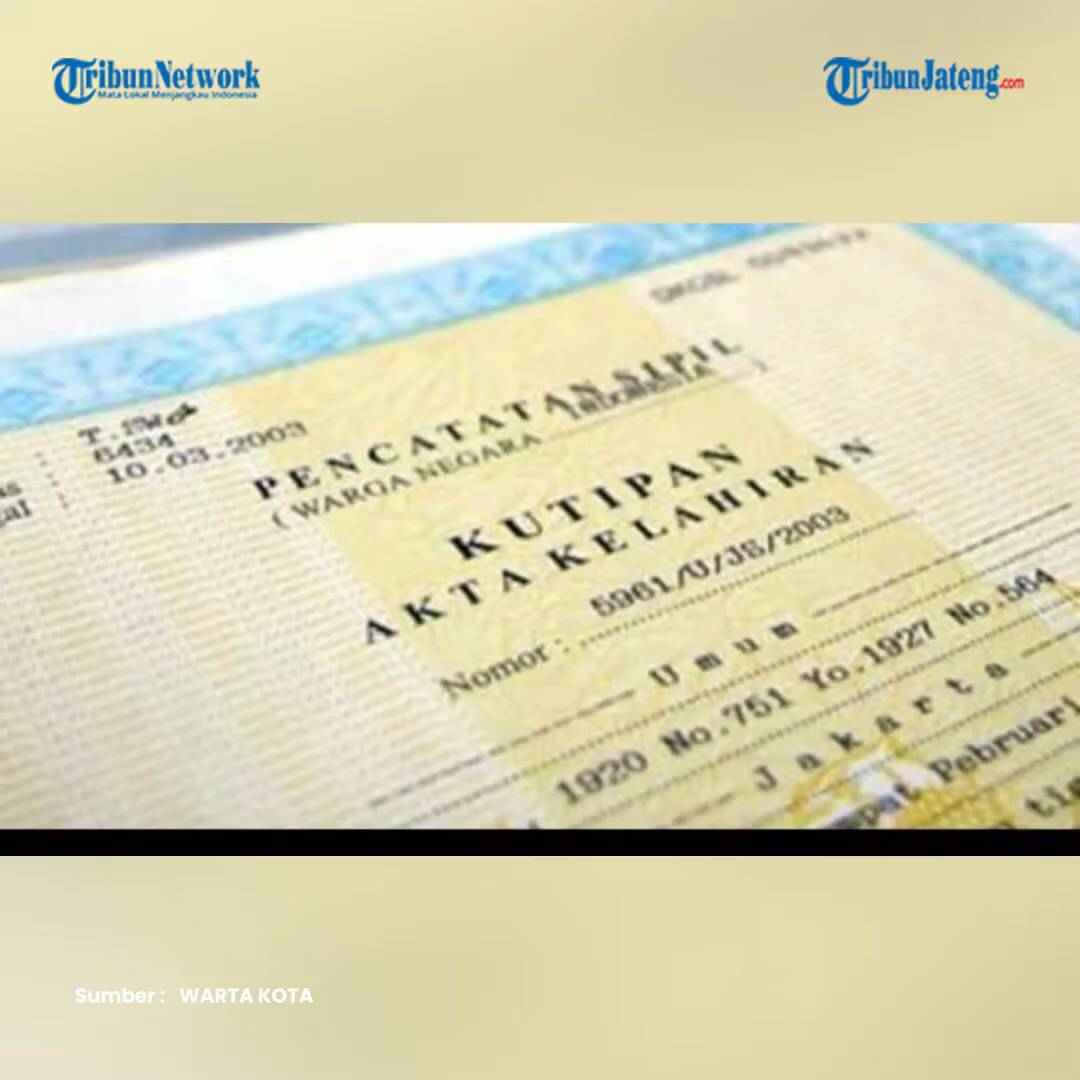 TribunNetwork
Mata Lokal Menjangkau Indonesia
TribunJateng.com
T.SW
6434
10.03.2003
PENCATATAN SIPIL
( WARGA NEGARA INDONESIA )
KUTIPAN
AKTA KELAHIRAN
Nomor : 5961/U/JS/2003
Umum
1920 No.751 Yo.1927 No.564
Jakarta
Pebruari
Sumber : WARTA KOTA